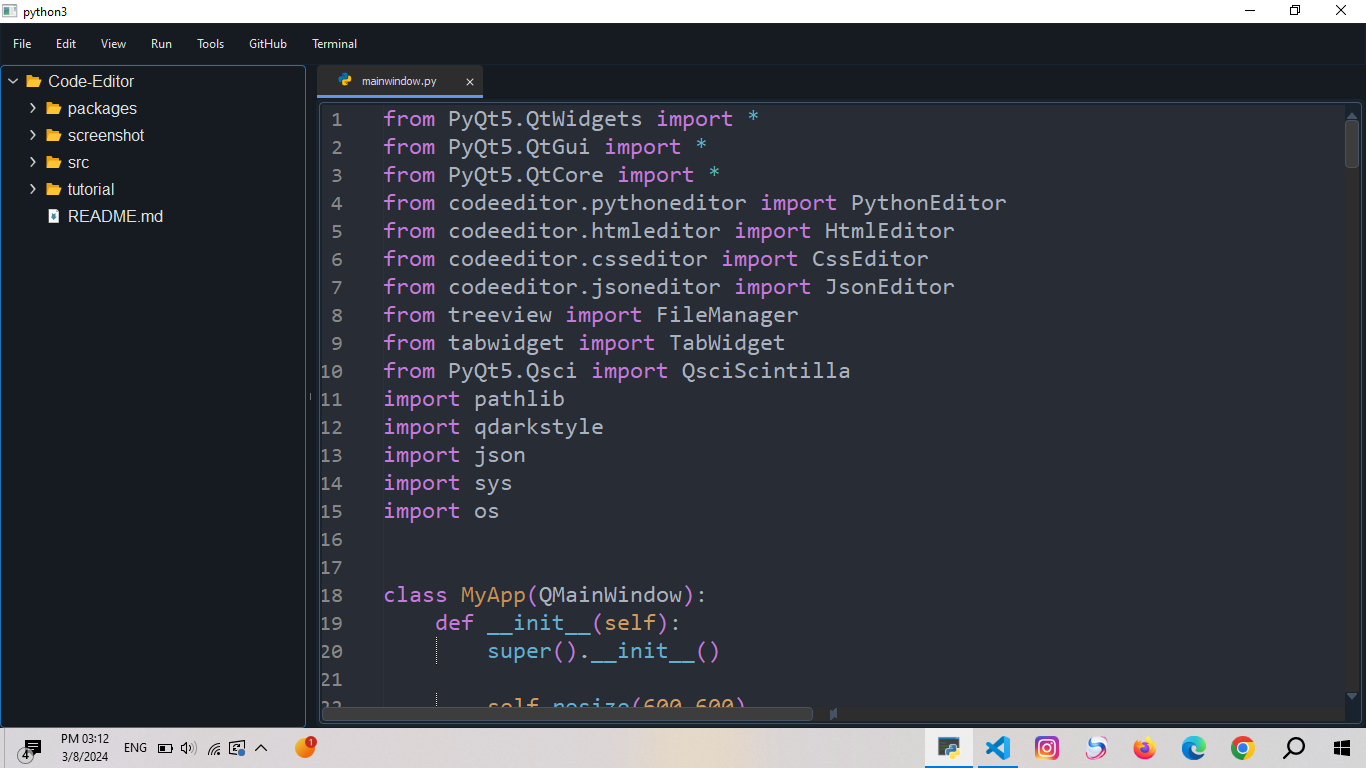 python3
File Edit View Run Tools GitHub Terminal
Code-Editor
packages
screenshot
src
tutorial
README.md
mainwindow.py
1 from PyQt5.QtWidgets import *
2 from PyQt5.QtGui import *
3 from PyQt5.QtCore import *
4 from codeeditor.pythoneditor import PythonEditor
5 from codeeditor.htmleditor import HtmlEditor
6 from codeeditor.csseditor import CssEditor
7 from codeeditor.jsoneditor import JsonEditor
8 from treeview import FileManager
9 from tabwidget import TabWidget
10 from PyQt5.Qsci import QsciScintilla
11 import pathlib
12 import qdarkstyle
13 import json
14 import sys
15 import os
16
17
18 class MyApp(QMainWindow):
19     def __init__(self):
20         super().__init__()
21
22         self.resize(600,600)
4
PM 03:12
3/8/2024
ENG
1